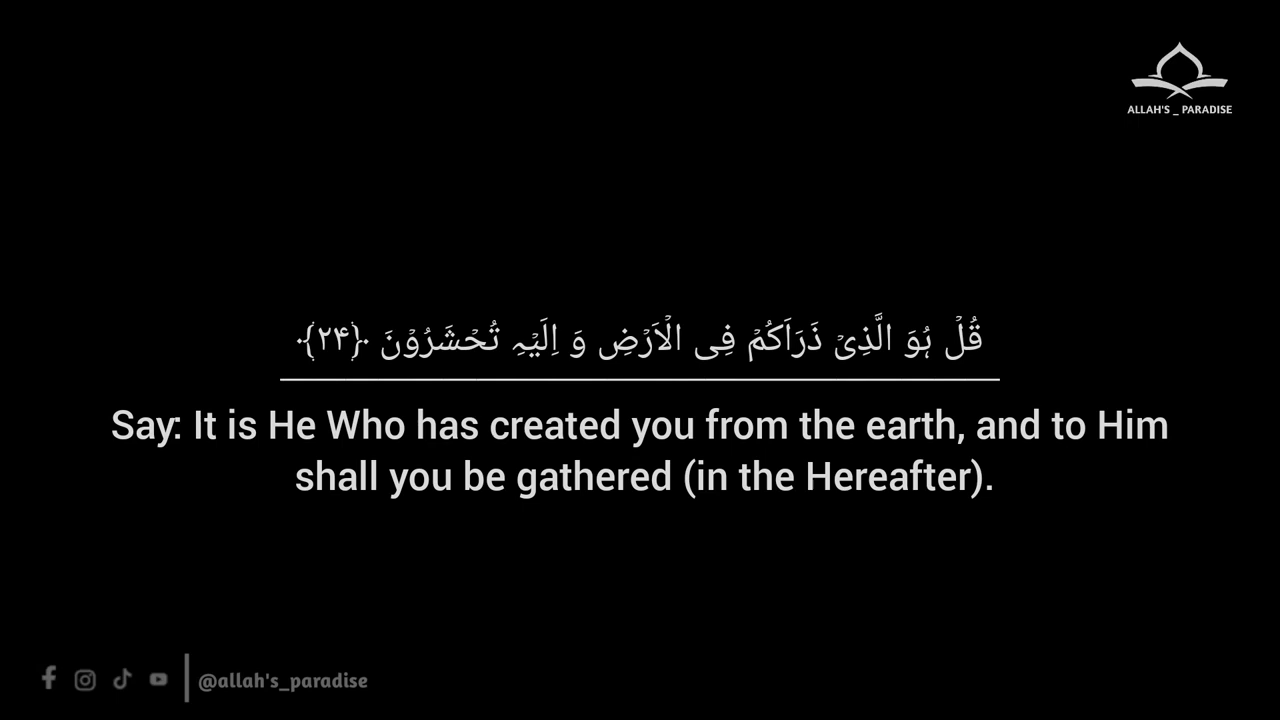 ALLAH'S _ PARADISE
قُلْ ہُوَ الَّذِیْ ذَرَاَکُمْ فِی الْاَرْضِ وَ اِلَیْہِ تُحْشَرُوْنَ ﴿۲۴﴾
Say: It is He Who has created you from the earth, and to Him
shall you be gathered (in the Hereafter).
@allah's_paradise